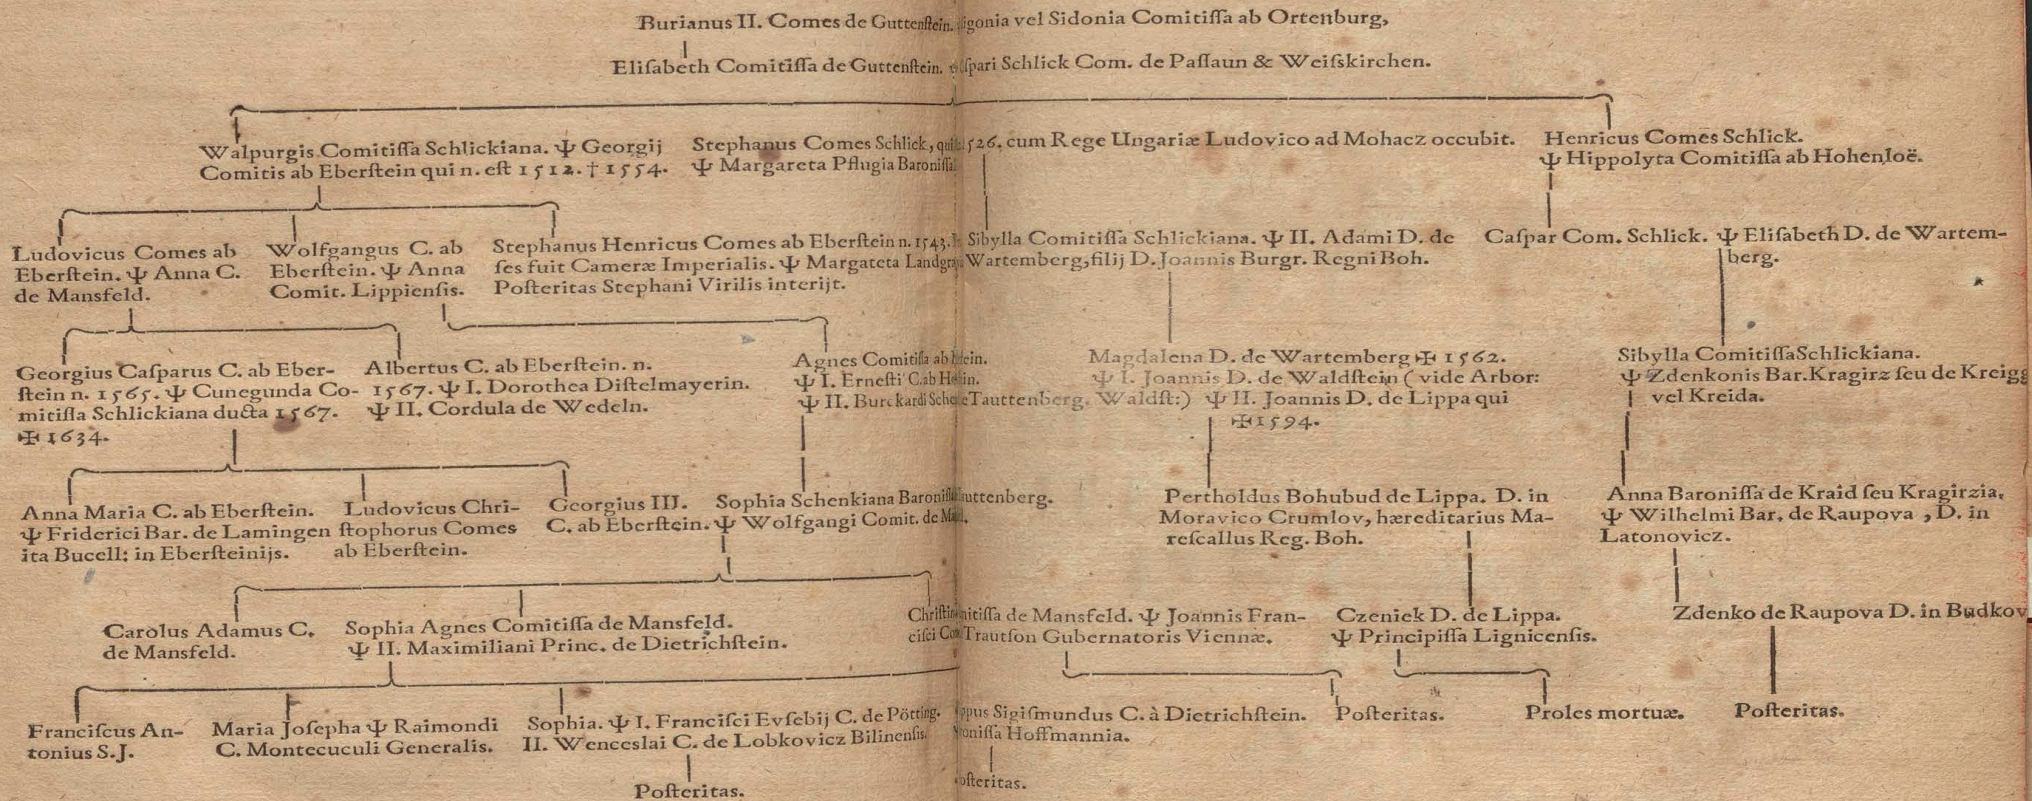 Burianus II. Comes de Guttenſtein. igonia vel Sidonia Comitiſſa ab Ortenburg,
Eliſabeth Comitiſſa de Guttenſtein. ſpari Schlick Com. de Paſſaun & Weiſskirchen.
Walpurgis Comitiſſa Schlickiana. Ψ Georgij
Comitis ab Eberſtein qui n. eſt 1512. † 1554.
Stephanus Comes Schlick, qui 1526. cum Rege Ungariæ Ludovico ad Mohacz occubit.
Ψ Margareta Pflugia Baroniſſa
Henricus Comes Schlick.
Ψ Hippolyta Comitiſſa ab Hohenloë.
Ludovicus Comes ab
Eberſtein. Ψ Anna C.
de Mansfeld.
Wolfgangus C. ab
Eberſtein. Ψ Anna
Comit. Lippienſis.
Stephanus Henricus Comes ab Eberſtein n. 1543.
ſes fuit Cameræ Imperialis. Ψ Margateta Landgra
Poſteritas Stephani Virilis interijt.
Sibylla Comitiſſa Schlickiana. Ψ II. Adami D. de
Wartemberg, filij D. Joannis Burgr. Regni Boh.
Caſpar Com. Schlick. Ψ Eliſabeth D. de Wartem-
berg.
Georgius Caſparus C. ab Eber-
ſtein n. 1565. Ψ Cunegunda Co-
mitiſſa Schlickiana ducta 1567.
✠ 1634.
Albertus C. ab Eberſtein. n.
1567. Ψ I. Dorothea Diſtelmayerin.
Ψ II. Cordula de Wedeln.
Agnes Comitiſſa ab ein.
Ψ I. Erneſti C. ab in.
Ψ II. Burckardi Sche Tauttenberg.
Magdalena D. de Wartemberg ✠ 1562.
Ψ I. Joannis D. de Waldſtein (vide Arbor:
Waldſt:) Ψ II. Joannis D. de Lippa qui
✠ 1594.
Sibylla Comitiſſa Schlickiana.
Ψ Zdenkonis Bar. Kragirz ſeu de Kreigg
vel Kreida.
Anna Maria C. ab Eberſtein.
Ψ Friderici Bar. de Lamingen
ita Bucell: in Eberſteinijs.
Ludovicus Chri-
ſtophorus Comes
ab Eberſtein.
Georgius III.
C. ab Eberſtein.
Sophia Schenkiana Baroniſſa auttenberg.
Ψ Wolfgangi Comit. de
Pertholdus Bohubud de Lippa. D. in
Moravico Crumlov, hæreditarius Ma-
reſcallus Reg. Boh.
Anna Baroniſſa de Kraid ſeu Kragirzia.
Ψ Wilhelmi Bar. de Raupova, D. in
Latonovicz.
Carolus Adamus C.
de Mansfeld.
Sophia Agnes Comitiſſa de Mansfeld.
Ψ II. Maximiliani Princ. de Dietrichſtein.
Chriſtin mitiſſa de Mansfeld. Ψ Joannis Fran-
ciſci Trautſon Gubernatoris Viennæ.
Czeniek D. de Lippa.
Ψ Principiſſa Lignicenſis.
Zdenko de Raupova D. in Budkov
Franciſcus An-
tonius S.J.
Maria Joſepha Ψ Raimondi
C. Montecuculi Generalis.
Sophia. Ψ I. Franciſci Evſebij C. de Pötting.
II. Wenceslai C. de Lobkovicz Bilinenſis.
ppus Sigiſmundus C. à Dietrichſtein.
roniſſa Hoffmannia.
Poſteritas.
Proles mortuæ.
Poſteritas.
Poſteritas.
oſteritas.